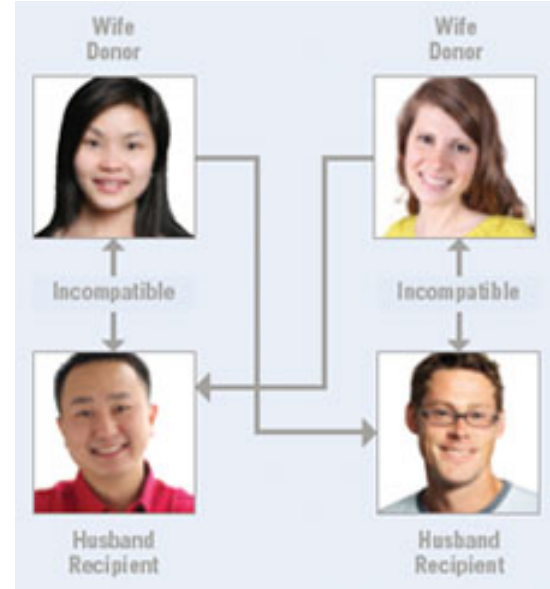 Wife
Donor
Wife
Donor
Incompatible
Incompatible
Husband
Recipient
Husband
Recipient